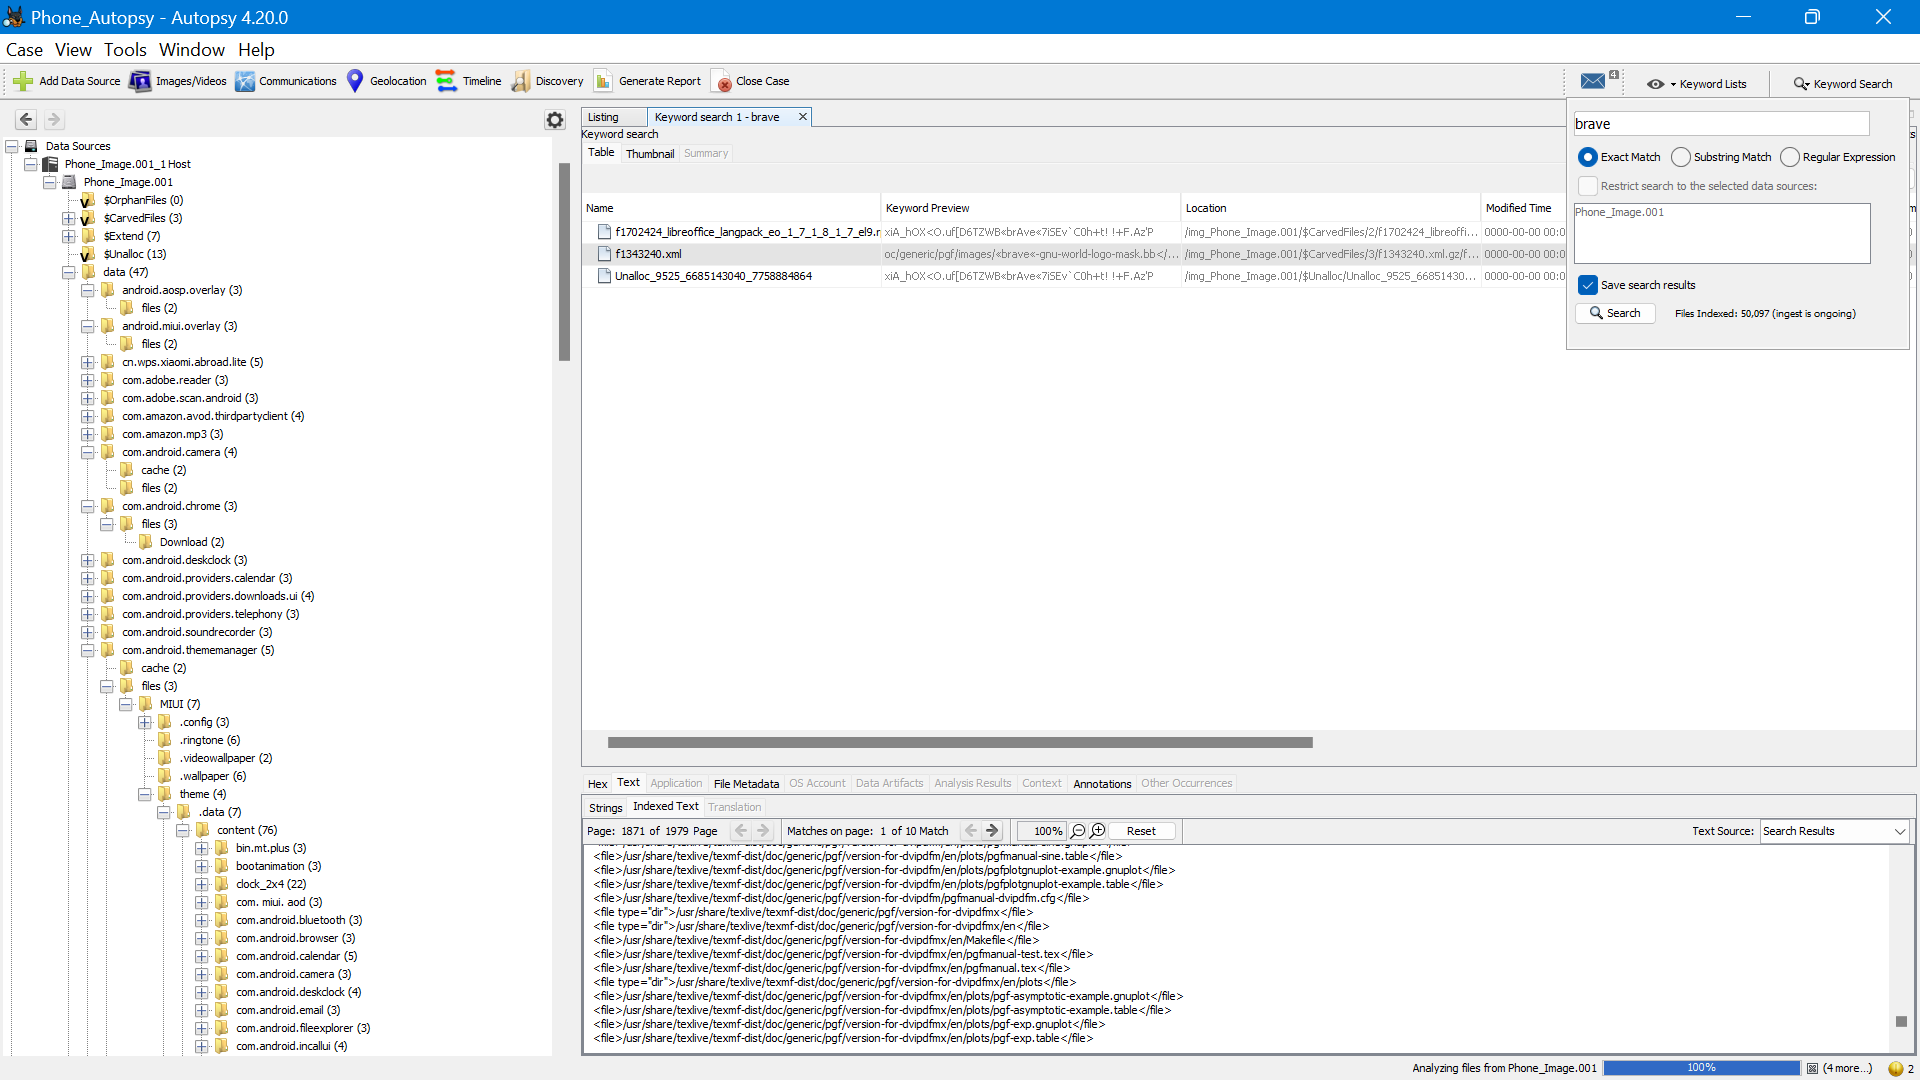 Phone_Autopsy - Autopsy 4.20.0
Case View Tools Window Help
Add Data Source Images/Videos Communications Geolocation Timeline Discovery Generate Report Close Case
4
Keyword Lists Keyword Search
Data Sources
Phone_Image.001_1 Host
Phone_Image.001
$OrphanFiles (0)
$CarvedFiles (3)
$Extend (7)
$Unalloc (13)
data (47)
android.aosp.overlay (3)
files (2)
android.miui.overlay (3)
files (2)
cn.wps.xiaomi.abroad.lite (5)
com.adobe.reader (3)
com.adobe.scan.android (3)
com.amazon.avod.thirdpartyclient (4)
com.amazon.mp3 (3)
com.android.camera (4)
cache (2)
files (2)
com.android.chrome (3)
files (3)
Download (2)
com.android.deskclock (3)
com.android.providers.calendar (3)
com.android.providers.downloads.ui (4)
com.android.providers.telephony (3)
com.android.soundrecorder (3)
com.android.thememanager (5)
cache (2)
files (3)
MIUI (7)
.config (3)
.ringtone (6)
.videowallpaper (2)
.wallpaper (6)
theme (4)
.data (7)
content (76)
bin.mt.plus (3)
bootanimation (3)
clock_2x4 (22)
com. miui. aod (3)
com.android.bluetooth (3)
com.android.browser (3)
com.android.calendar (5)
com.android.camera (3)
com.android.deskclock (4)
com.android.email (3)
com.android.fileexplorer (3)
com.android.incallui (4)
Listing Keyword search 1 - brave
Keyword search
Table Thumbnail Summary
Name Keyword Preview Location Modified Time
f1702424_libreoffice_langpack_eo_1_7_1_8_1_7_el9.r xiA_hOX<O.uf[D6TZWB«brAve«7iSEv`C0h+t! !+F.Az'P /img_Phone_Image.001/$CarvedFiles/2/f1702424_libreoffi... 0000-00-00 00:0
f1343240.xml oc/generic/pgf/images/«brave«-gnu-world-logo-mask.bb</... /img_Phone_Image.001/$CarvedFiles/3/f1343240.xml.gz/f... 0000-00-00 00:0
Unalloc_9525_6685143040_7758884864 xiA_hOX<O.uf[D6TZWB«brAve«7iSEv`C0h+t! !+F.Az'P /img_Phone_Image.001/$Unalloc/Unalloc_9525_66851430... 0000-00-00 00:0
brave
Exact Match Substring Match Regular Expression
Restrict search to the selected data sources:
Phone_Image.001
Save search results
Search Files Indexed: 50,097 (ingest is ongoing)
Hex Text Application File Metadata OS Account Data Artifacts Analysis Results Context Annotations Other Occurrences
Strings Indexed Text Translation
Page: 1871 of 1979 Page Matches on page: 1 of 10 Match 100% Reset Text Source: Search Results
<file>/usr/share/texlive/texmf-dist/doc/generic/pgf/version-for-dvipdfm/en/plots/pgfmanual-sine.table</file>
<file>/usr/share/texlive/texmf-dist/doc/generic/pgf/version-for-dvipdfm/en/plots/pgfplotgnuplot-example.gnuplot</file>
<file>/usr/share/texlive/texmf-dist/doc/generic/pgf/version-for-dvipdfm/en/plots/pgfplotgnuplot-example.table</file>
<file>/usr/share/texlive/texmf-dist/doc/generic/pgf/version-for-dvipdfm/pgfmanual-dvipdfm.cfg</file>
<file type="dir">/usr/share/texlive/texmf-dist/doc/generic/pgf/version-for-dvipdfmx</file>
<file type="dir">/usr/share/texlive/texmf-dist/doc/generic/pgf/version-for-dvipdfmx/en</file>
<file>/usr/share/texlive/texmf-dist/doc/generic/pgf/version-for-dvipdfmx/en/Makefile</file>
<file>/usr/share/texlive/texmf-dist/doc/generic/pgf/version-for-dvipdfmx/en/pgfmanual-test.tex</file>
<file>/usr/share/texlive/texmf-dist/doc/generic/pgf/version-for-dvipdfmx/en/pgfmanual.tex</file>
<file type="dir">/usr/share/texlive/texmf-dist/doc/generic/pgf/version-for-dvipdfmx/en/plots</file>
<file>/usr/share/texlive/texmf-dist/doc/generic/pgf/version-for-dvipdfmx/en/plots/pgf-asymptotic-example.gnuplot</file>
<file>/usr/share/texlive/texmf-dist/doc/generic/pgf/version-for-dvipdfmx/en/plots/pgf-asymptotic-example.table</file>
<file>/usr/share/texlive/texmf-dist/doc/generic/pgf/version-for-dvipdfmx/en/plots/pgf-exp.gnuplot</file>
<file>/usr/share/texlive/texmf-dist/doc/generic/pgf/version-for-dvipdfmx/en/plots/pgf-exp.table</file>
Analyzing files from Phone_Image.001 100% (4 more...) 2